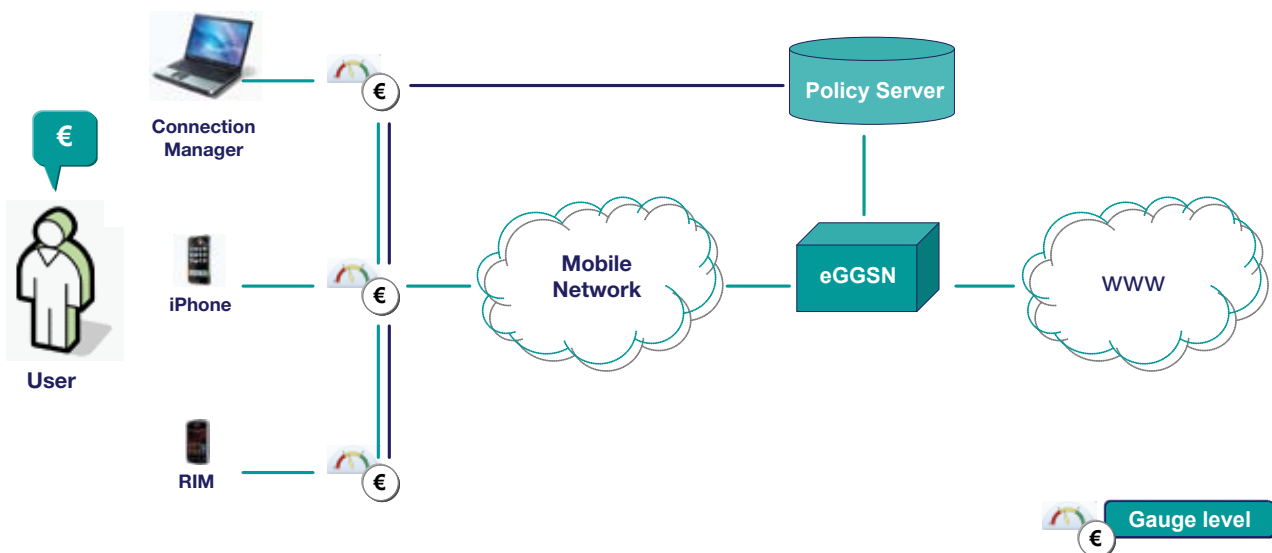 €
Connection
Manager
€
Policy Server
User
iPhone
€
Mobile
Network
eGGSN
www
RIM
€
Gauge level
€